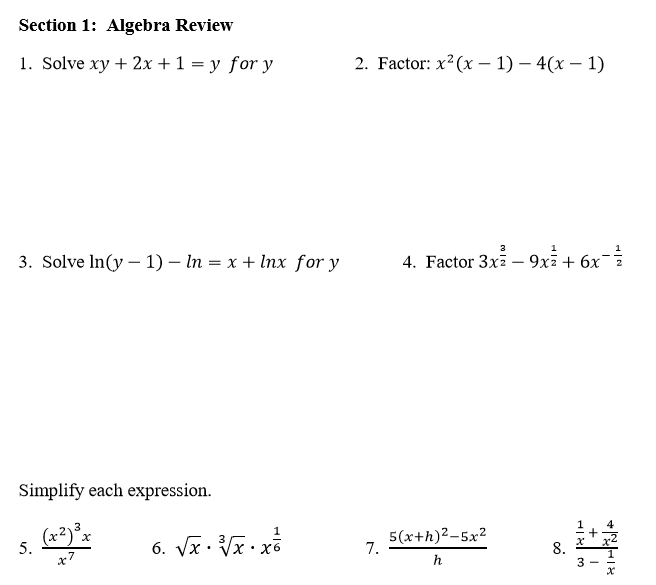 Section 1:  Algebra Review
1.  Solve xy + 2x + 1 = y  for y
2.  Factor: x²(x − 1) − 4(x − 1)
3.  Solve ln(y − 1) − ln = x + lnx  for y
4.  Factor 3x^(3/2) − 9x^(1/2) + 6x^(−1/2)
Simplify each expression.
5.  ((x²)³x)/(x⁷)
6.  √x · ∛x · x^(1/6)
7.  (5(x+h)²−5x²)/h
8.  (1/x + 4/x²)/(3 − 1/x)